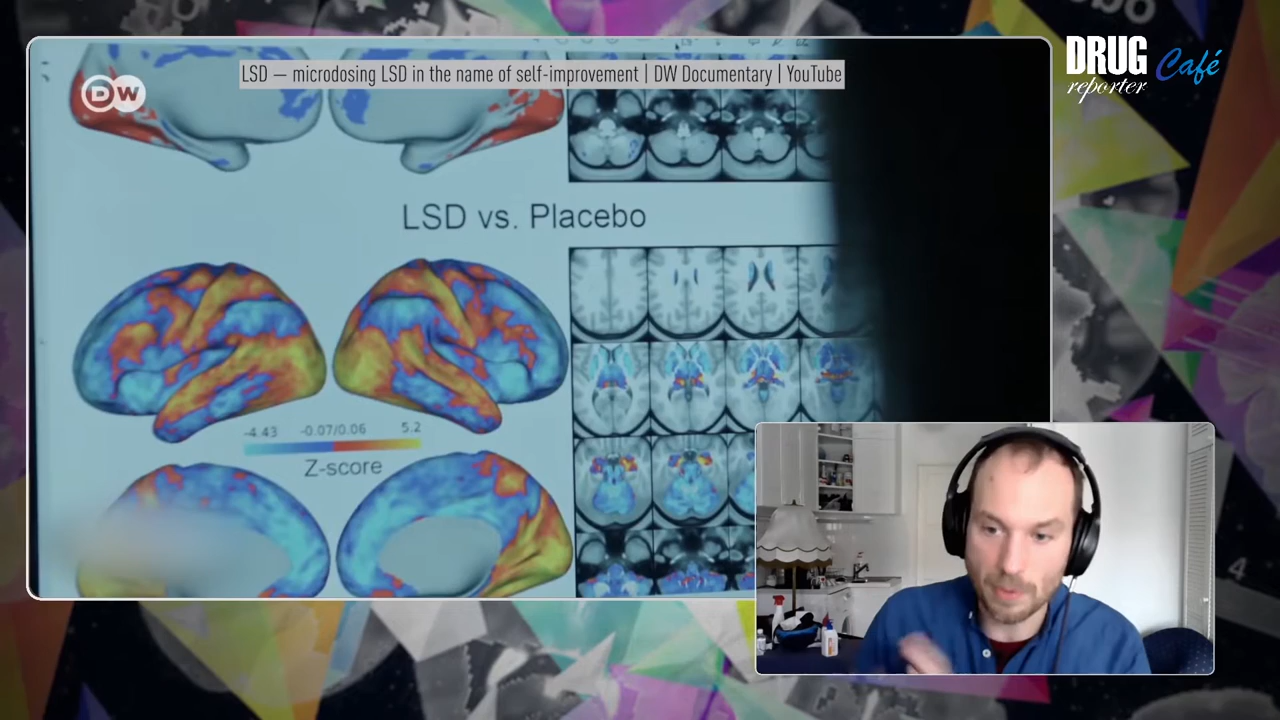 LSD — microdosing LSD in the name of self-improvement | DW Documentary | YouTube
DW
DRUG
reporter
Café
LSD vs. Placebo
-4.43
-0.07/0.06
5.2
Z-score
4